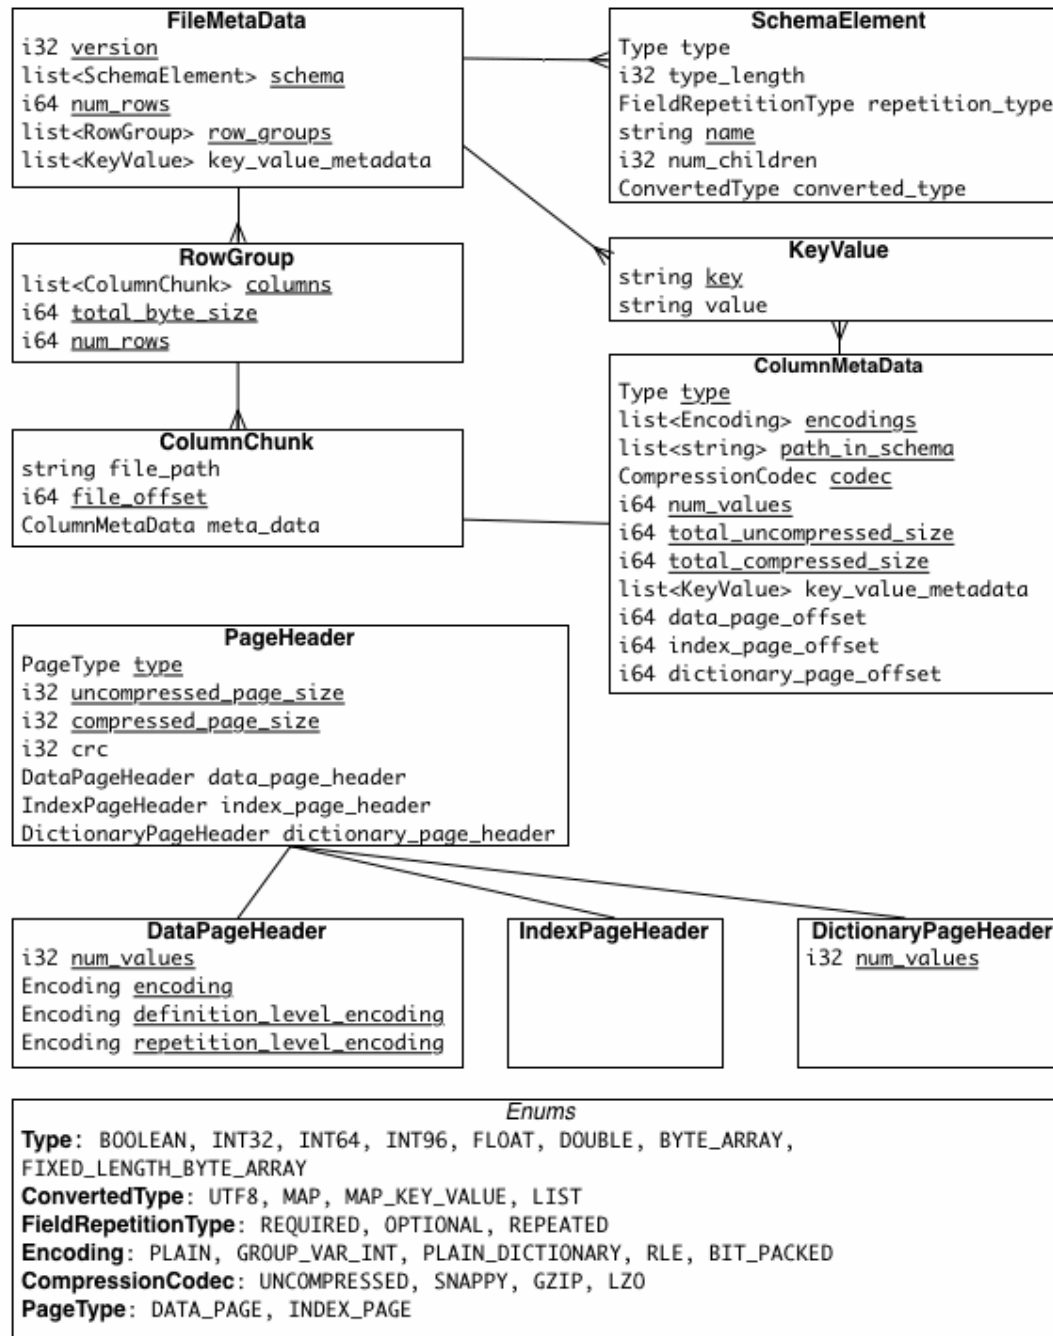 FileMetaData
i32 version
list<SchemaElement> schema
i64 num_rows
list<RowGroup> row_groups
list<KeyValue> key_value_metadata
SchemaElement
Type type
i32 type_length
FieldRepetitionType repetition_type
string name
i32 num_children
ConvertedType converted_type
RowGroup
list<ColumnChunk> columns
i64 total_byte_size
i64 num_rows
KeyValue
string key
string value
ColumnChunk
string file_path
i64 file_offset
ColumnMetaData meta_data
ColumnMetaData
Type type
list<Encoding> encodings
list<string> path_in_schema
CompressionCodec codec
i64 num_values
i64 total_uncompressed_size
i64 total_compressed_size
list<KeyValue> key_value_metadata
i64 data_page_offset
i64 index_page_offset
i64 dictionary_page_offset
PageHeader
PageType type
i32 uncompressed_page_size
i32 compressed_page_size
i32 crc
DataPageHeader data_page_header
IndexPageHeader index_page_header
DictionaryPageHeader dictionary_page_header
DataPageHeader
i32 num_values
Encoding encoding
Encoding definition_level_encoding
Encoding repetition_level_encoding
IndexPageHeader
DictionaryPageHeader
i32 num_values
Enums
Type: BOOLEAN, INT32, INT64, INT96, FLOAT, DOUBLE, BYTE_ARRAY,
FIXED_LENGTH_BYTE_ARRAY
ConvertedType: UTF8, MAP, MAP_KEY_VALUE, LIST
FieldRepetitionType: REQUIRED, OPTIONAL, REPEATED
Encoding: PLAIN, GROUP_VAR_INT, PLAIN_DICTIONARY, RLE, BIT_PACKED
CompressionCodec: UNCOMPRESSED, SNAPPY, GZIP, LZO
PageType: DATA_PAGE, INDEX_PAGE